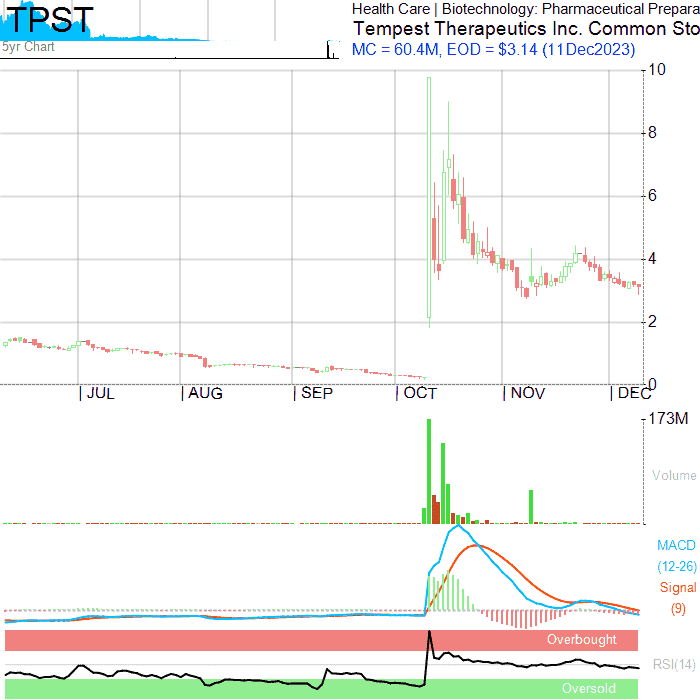 TPST
5yr Chart
Health Care | Biotechnology: Pharmaceutical Prepara
Tempest Therapeutics Inc. Common Sto
MC = 60.4M, EOD = $3.14 (11Dec2023)
10
8
6
4
2
0
JUL AUG SEP OCT NOV DEC
173M
Volume
MACD
(12-26)
Signal
(9)
Overbought
RSI(14)
Oversold